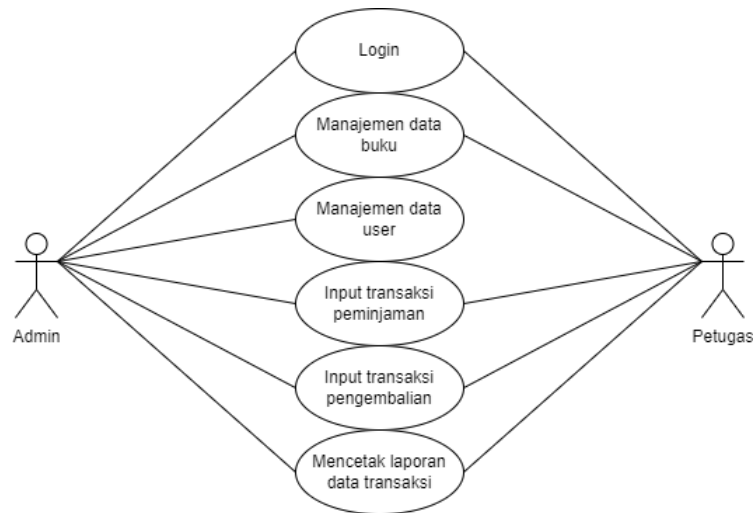 Login
Manajemen data
buku
Manajemen data
user
Input transaksi
peminjaman
Admin
Petugas
Input transaksi
pengembalian
Mencetak laporan
data transaksi